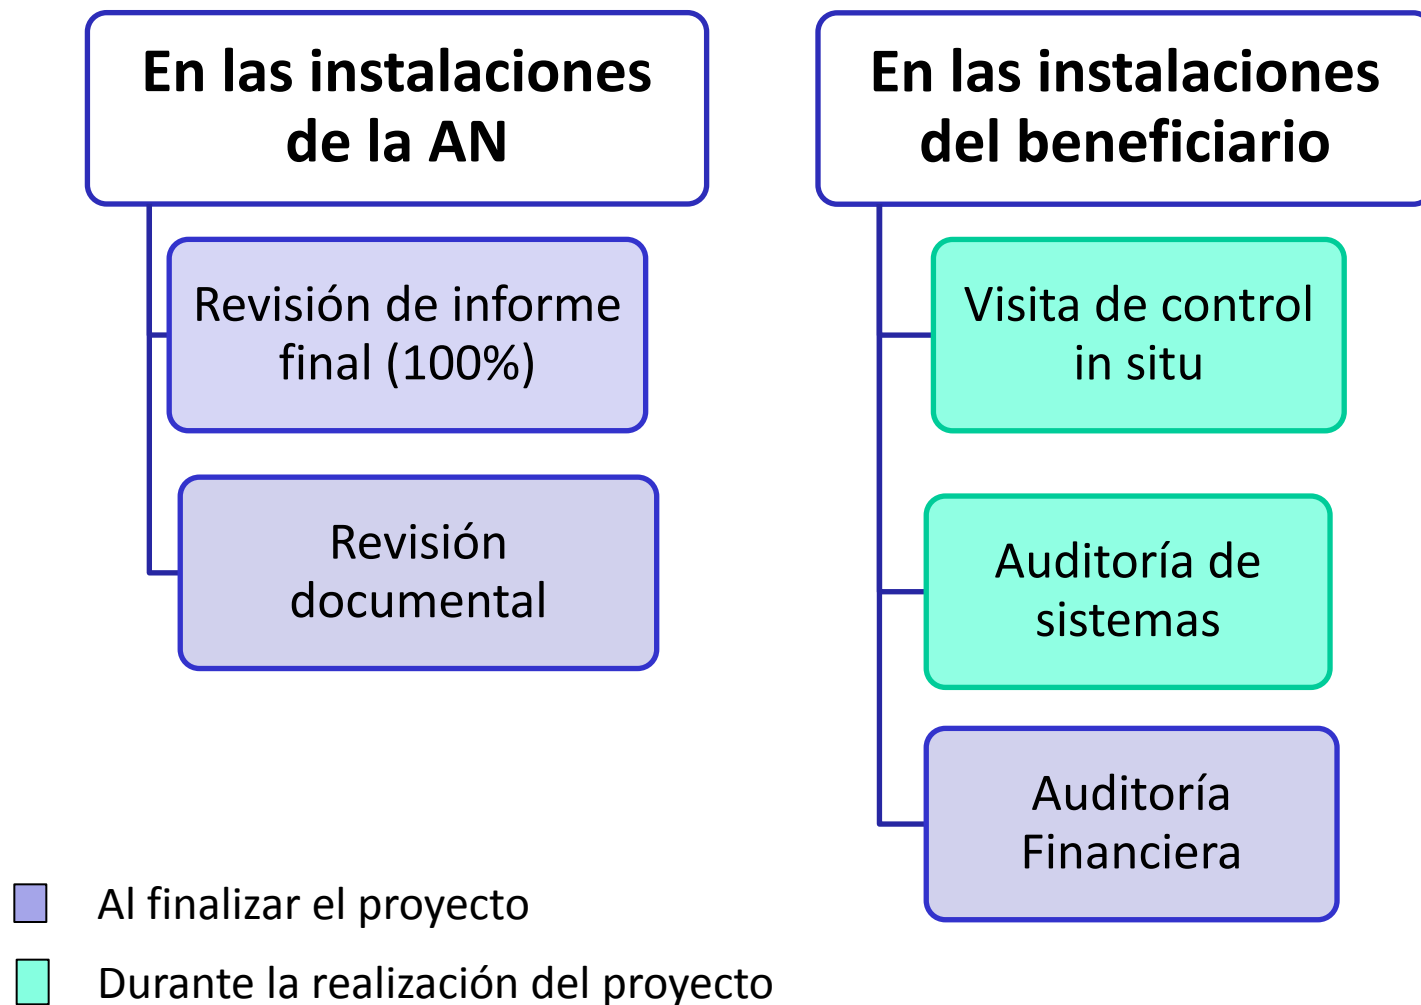 En las instalaciones
de la AN
Revisión de informe
final (100%)
Revisión
documental
En las instalaciones
del beneficiario
Visita de control
in situ
Auditoría de
sistemas
Auditoría
Financiera
Al finalizar el proyecto
Durante la realización del proyecto